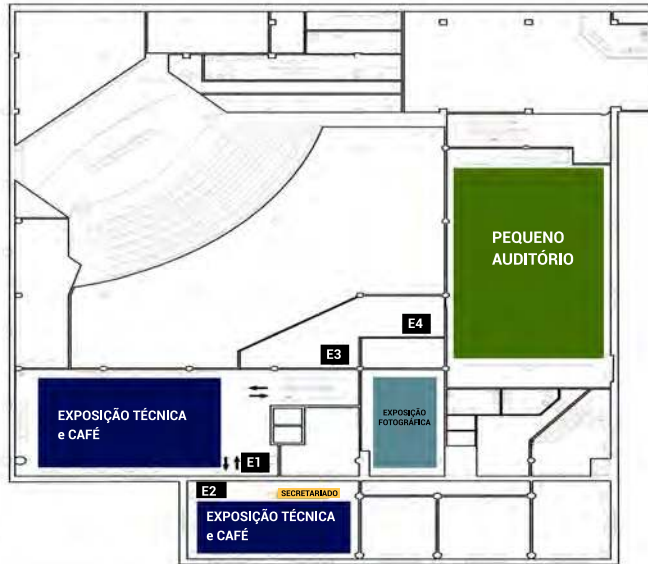 PEQUENO
AUDITÓRIO
E4
E3
EXPOSIÇÃO TÉCNICA
e CAFÉ
EXPOSIÇÃO
FOTOGRÁFICA
E1
E2
SECRETARIADO
EXPOSIÇÃO TÉCNICA
e CAFÉ